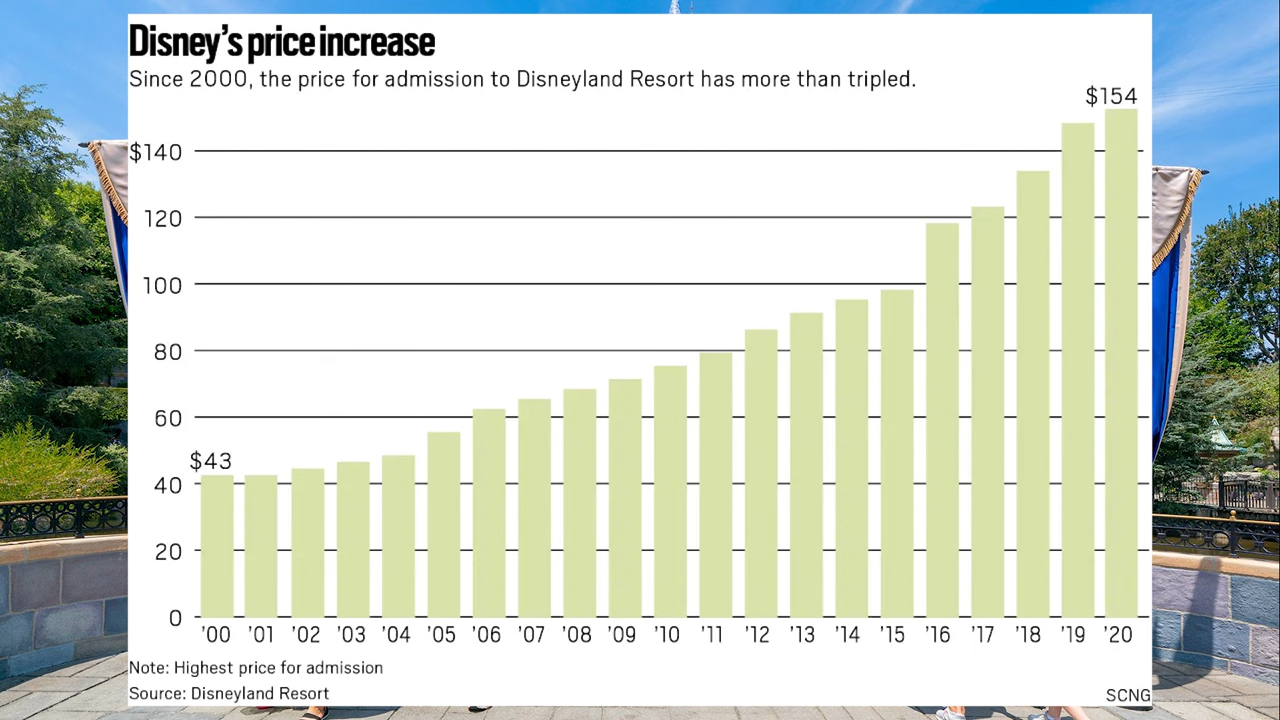 Disney’s price increase
Since 2000, the price for admission to Disneyland Resort has more than tripled.
$154
$140
120
100
80
60
$43
40
20
0
’00 ’01 ’02 ’03 ’04 ’05 ’06 ’07 ’08 ’09 ’10 ’11 ’12 ’13 ’14 ’15 ’16 ’17 ’18 ’19 ’20
Note: Highest price for admission
Source: Disneyland Resort
SCNG